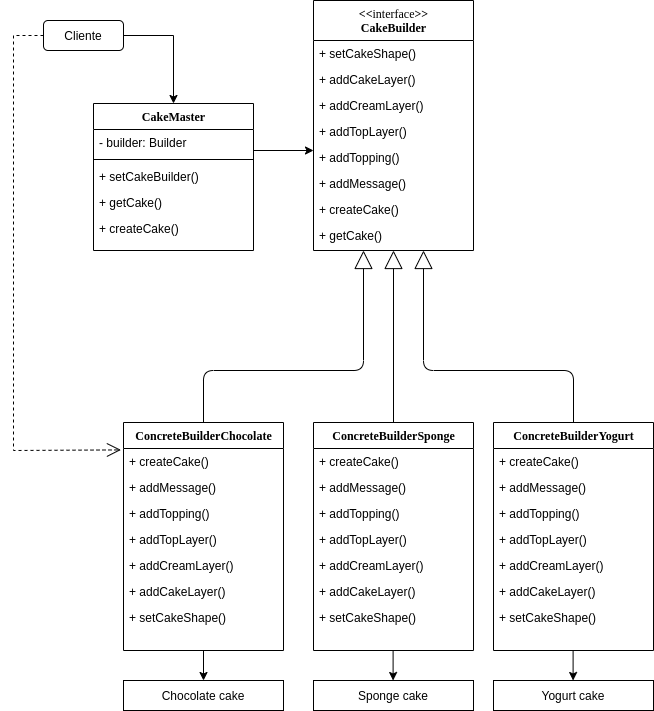 Cliente
<<interface>>
CakeBuilder
+ setCakeShape()
+ addCakeLayer()
+ addCreamLayer()
+ addTopLayer()
+ addTopping()
+ addMessage()
+ createCake()
+ getCake()
CakeMaster
- builder: Builder
+ setCakeBuilder()
+ getCake()
+ createCake()
ConcreteBuilderChocolate
+ createCake()
+ addMessage()
+ addTopping()
+ addTopLayer()
+ addCreamLayer()
+ addCakeLayer()
+ setCakeShape()
Chocolate cake
ConcreteBuilderSponge
+ createCake()
+ addMessage()
+ addTopping()
+ addTopLayer()
+ addCreamLayer()
+ addCakeLayer()
+ setCakeShape()
Sponge cake
ConcreteBuilderYogurt
+ createCake()
+ addMessage()
+ addTopping()
+ addTopLayer()
+ addCreamLayer()
+ addCakeLayer()
+ setCakeShape()
Yogurt cake